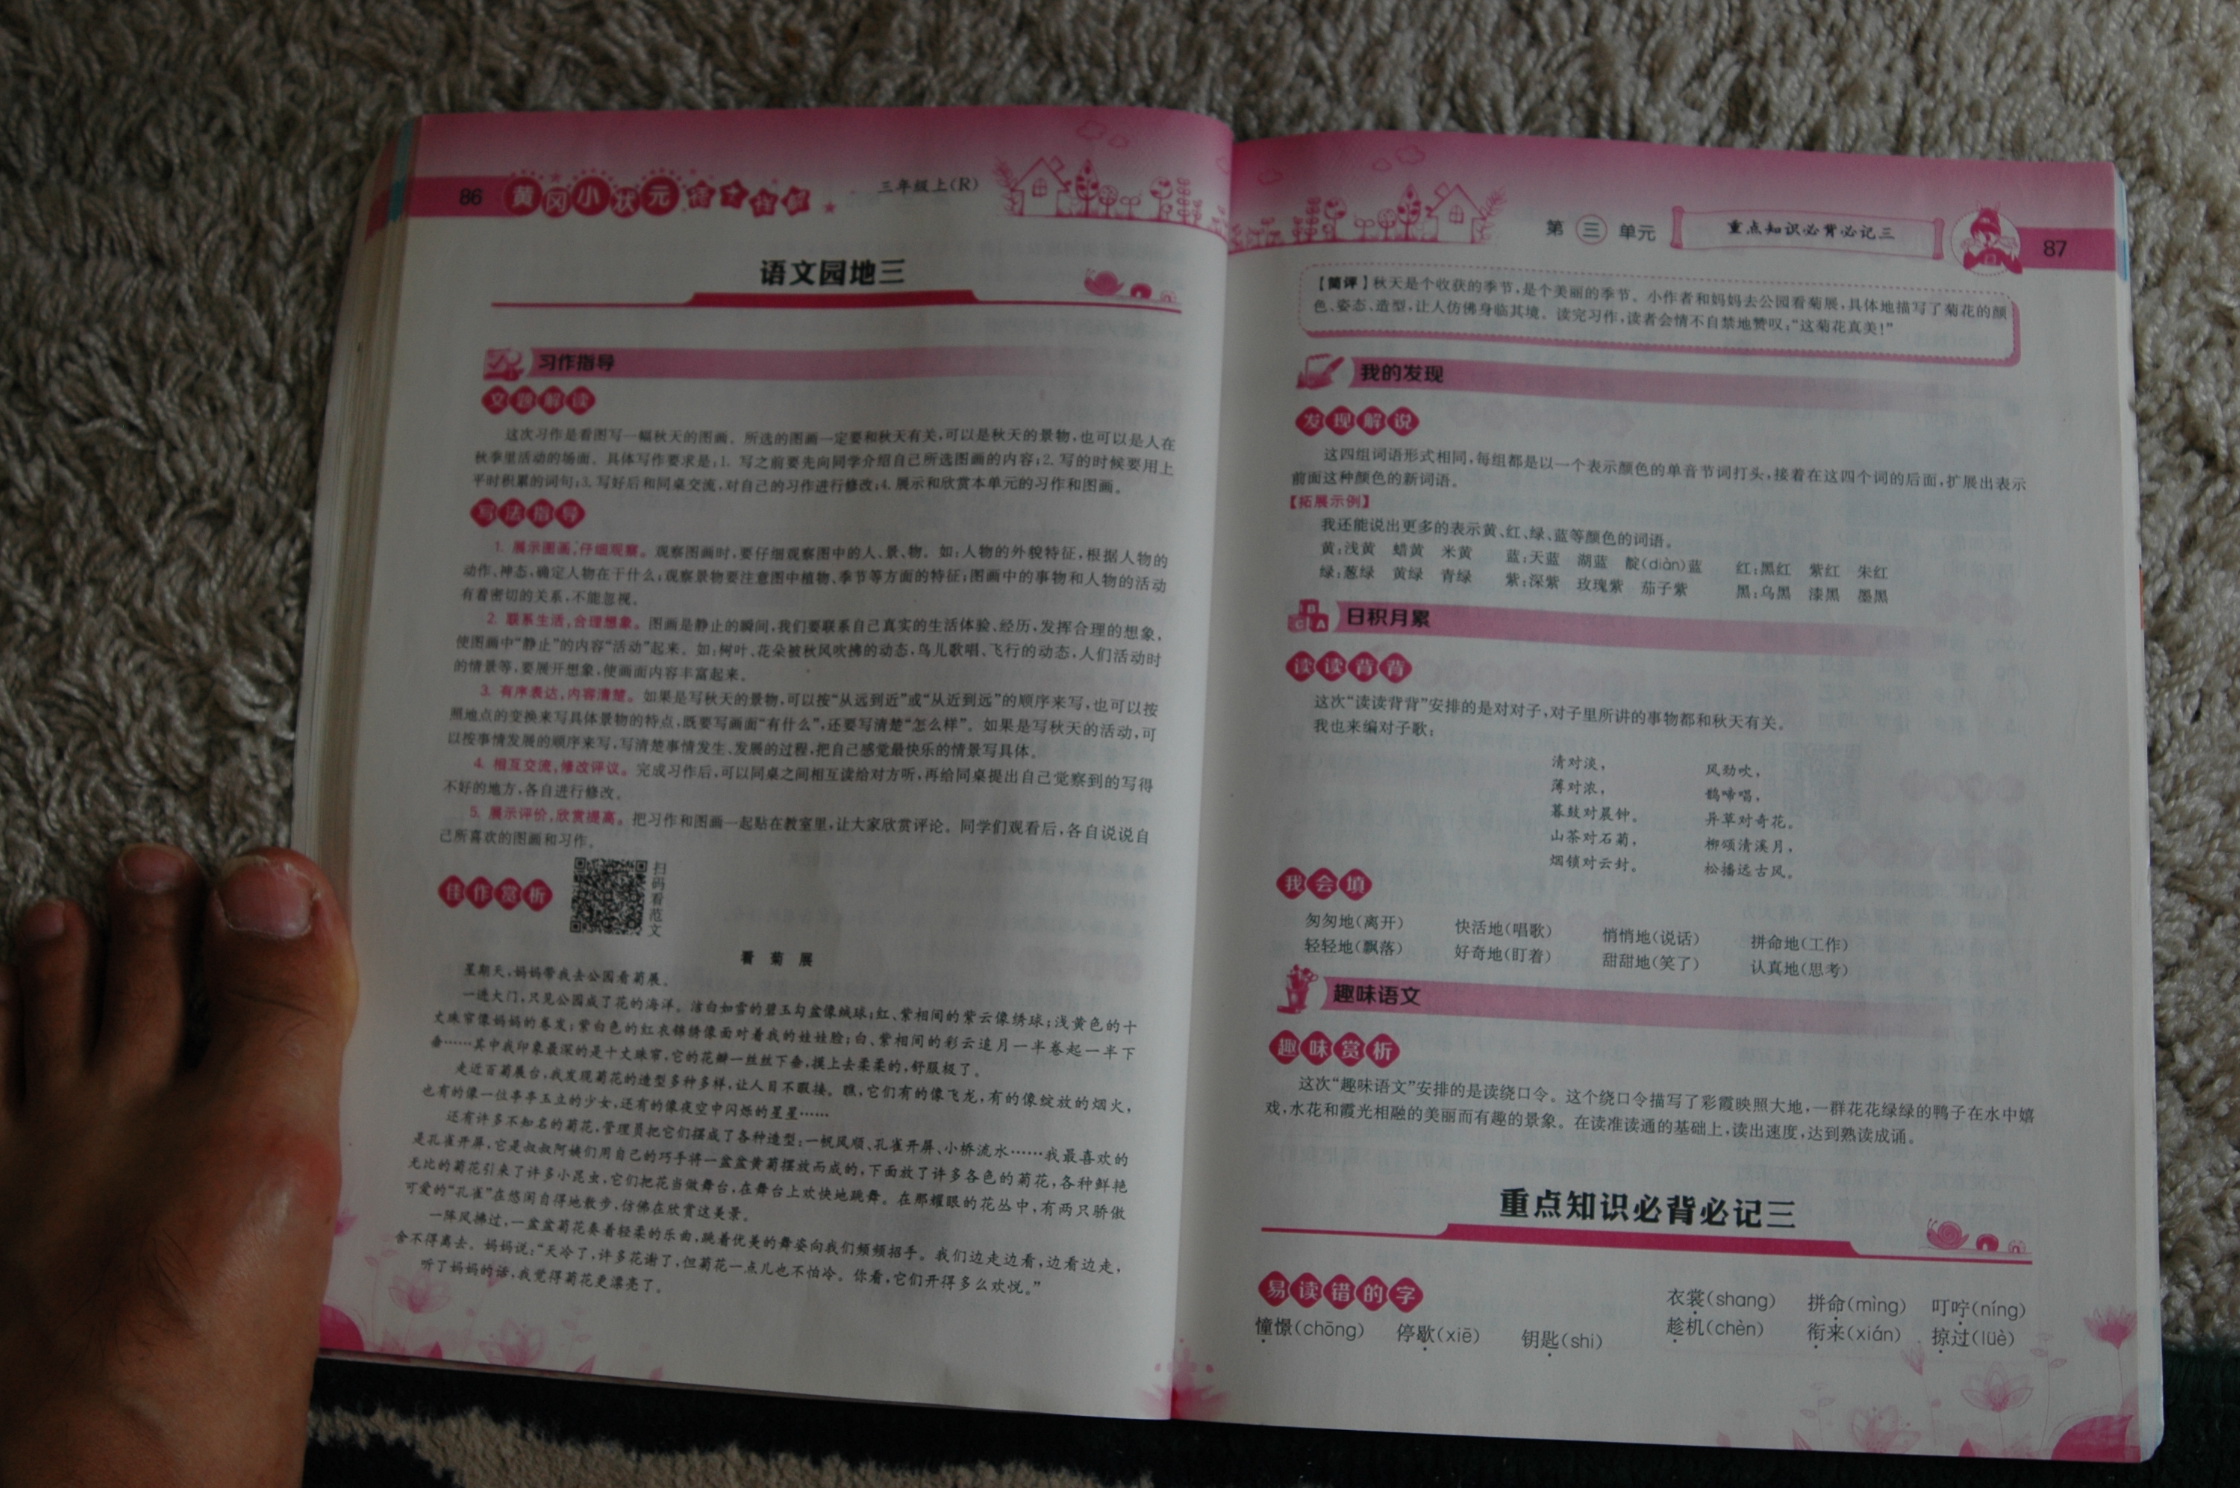 86
黄冈小状元
三年级上(R)
语文园地三
习作指导
文题解读
这次习作是看图写一幅秋天的图画。所选的图画一定要和秋天有关,可以是秋天的景物,也可以是人在
秋季里活动的场面。具体写作要求是:1.写之前要先向同学介绍自己所选图画的内容;2.写的时候要用上
平时积累的词句;3.写好后和同桌交流,对自己的习作进行修改;4.展示和欣赏本单元的习作和图画。
写法指导
1.展示图画,仔细观察。观察图画时,要仔细观察图中的人、景、物。如:人物的外貌特征,根据人物的
动作、神态确定人物在干什么;观察景物要注意图中植物、季节等方面的特征;图画中的事物和人物的活动
有着密切的关系,不能忽视。
2.联系生活,合理想象。图画是静止的瞬间,我们要联系自己真实的生活体验、经历,发挥合理的想象,
使图画中“静止”的内容“活动”起来。如:树叶、花朵被秋风吹拂的动态,鸟儿歌唱、飞行的动态,人们活动时
的情景等,要展开想象,使画面内容丰富起来。
3.有序表达,内容清楚。如果是写秋天的景物,可以按“从远到近”或“从近到远”的顺序来写,也可以按
照地点的变换来写具体景物的特点,既要写画面“有什么”,还要写清楚“怎么样”。如果是写秋天的活动,可
以按事情发展的顺序来写,写清楚事情发生、发展的过程,把自己感觉最快乐的情景写具体。
4.相互交流,修改评议。完成习作后,可以同桌之间相互读给对方听,再给同桌提出自己觉察到的写得
不好的地方,各自进行修改。
5.展示评价,欣赏提高。把习作和图画一起贴在教室里,让大家欣赏评论。同学们观看后,各自说说自
己所喜欢的图画和习作。
佳作赏析
扫
码
看
范
文
看菊展
星期天,妈妈带我去公园看菊展。
一进大门,只见公园成了花的海洋。洁白如雪的碧玉勾盘像绒球;红、紫相间的紫云像绣球;浅黄色的十
丈珠帘像妈妈的卷发;紫白色的红衣锦绣像面对着我的娃娃脸;白、紫相间的彩云追月一半卷起一半下
垂……其中我印象最深的是十丈珠帘,它的花瓣一丝丝下垂,摸上去柔柔的,舒服极了。
走近百菊展台,我发现菊花的造型多种多样,让人目不暇接。瞧,它们有的像飞龙,有的像绽放的烟火,
也有的像一位亭亭玉立的少女,还有的像夜空中闪烁的星星……
还有许多不知名的菊花,管理员把它们摆成了各种造型:一帆风顺、孔雀开屏、小桥流水……我最喜欢的
是孔雀开屏,它是叔叔阿姨们用自己的巧手将一盆盆黄菊摆放而成的,下面放了许多各色的菊花,各种鲜艳
无比的菊花引来了许多小昆虫,它们把花当做舞台,在舞台上欢快地跳舞。在那耀眼的花丛中,有两只骄傲
可爱的“孔雀”在悠闲自得地散步,仿佛在欣赏这美景。
一阵风拂过,一盆盆菊花奏着轻柔的乐曲,跳着优美的舞姿向我们频频招手。我们边走边看,边看边走,
舍不得离去。妈妈说:“天冷了,许多花谢了,但菊花一点儿也不怕冷。你看,它们开得多么欢悦。”
听了妈妈的话,我觉得菊花更漂亮了。
第三单元
重点知识必背必记三
87
【简评】秋天是个收获的季节,是个美丽的季节。小作者和妈妈去公园看菊展,具体地描写了菊花的颜
色、姿态、造型,让人仿佛身临其境。读完习作,读者会情不自禁地赞叹:“这菊花真美!”
我的发现
发现解说
这四组词语形式相同,每组都是以一个表示颜色的单音节词打头,接着在这四个词的后面,扩展出表示
前面这种颜色的新词语。
【拓展示例】
我还能说出更多的表示黄、红、绿、蓝等颜色的词语。
黄:浅黄 蜡黄 米黄 蓝:天蓝 湖蓝 靛(diàn)蓝 红:黑红 紫红 朱红
绿:葱绿 黄绿 青绿 紫:深紫 玫瑰紫 茄子紫 黑:乌黑 漆黑 墨黑
日积月累
读读背背
这次“读读背背”安排的是对对子,对子里所讲的事物都和秋天有关。
我也来编对子歌:
清对淡, 风劲吹,
薄对浓, 鹤啼唱,
暮鼓对晨钟。 异草对奇花。
山茶对石菊, 柳颂清溪月,
烟锁对云封。 松播远古风。
我会填
匆匆地(离开) 快活地(唱歌) 悄悄地(说话) 拼命地(工作)
轻轻地(飘落) 好奇地(盯着) 甜甜地(笑了) 认真地(思考)
趣味语文
趣味赏析
这次“趣味语文”安排的是读绕口令。这个绕口令描写了彩霞映照大地,一群花花绿绿的鸭子在水中嬉
戏,水花和霞光相融的美丽而有趣的景象。在读准读通的基础上,读出速度,达到熟读成诵。
重点知识必背必记三
易读错的字
憧憬(chōng) 停歇(xiē) 钥匙(shi) 衣裳(shang) 拼命(mìng) 叮咛(níng)
趁机(chèn) 衔来(xián) 掠过(lüè)